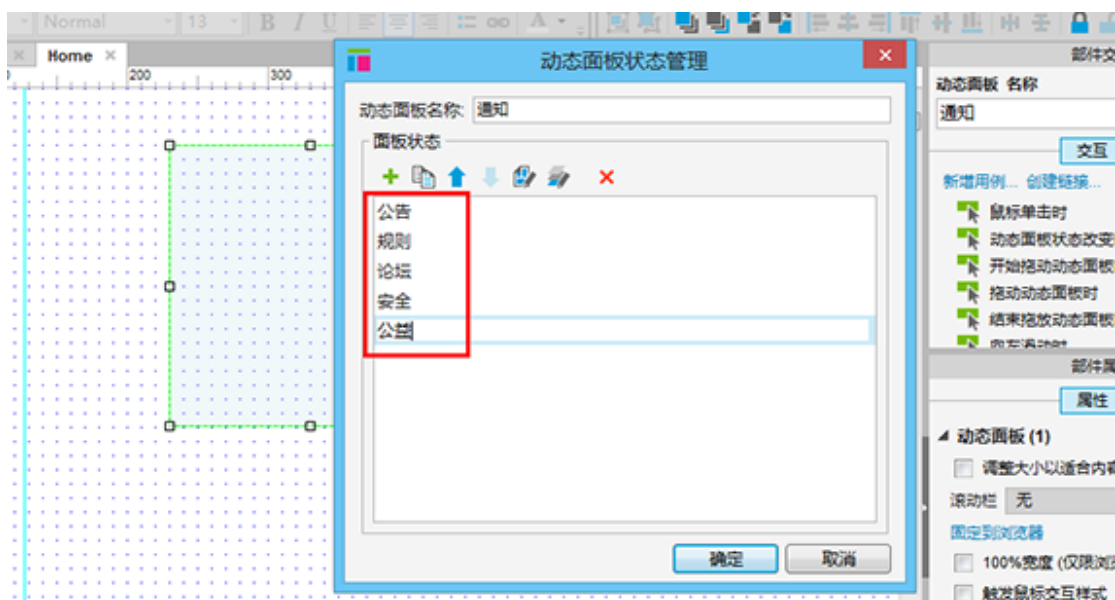 Normal 13 B I U A
Home
200 300
动态面板状态管理
动态面板名称: 通知
面板状态
公告
规则
论坛
安全
公益
确定 取消
部件交
动态面板 名称
通知
交互
新增用例... 创建链接...
鼠标单击时
动态面板状态改变
开始拖动动态面板
拖动动态面板时
结束拖放动态面板
向左滑动时
部件属
属性
动态面板 (1)
调整大小以适合内容
滚动栏 无
固定到浏览器
100%宽度 (仅限浏览
触发鼠标交互样式